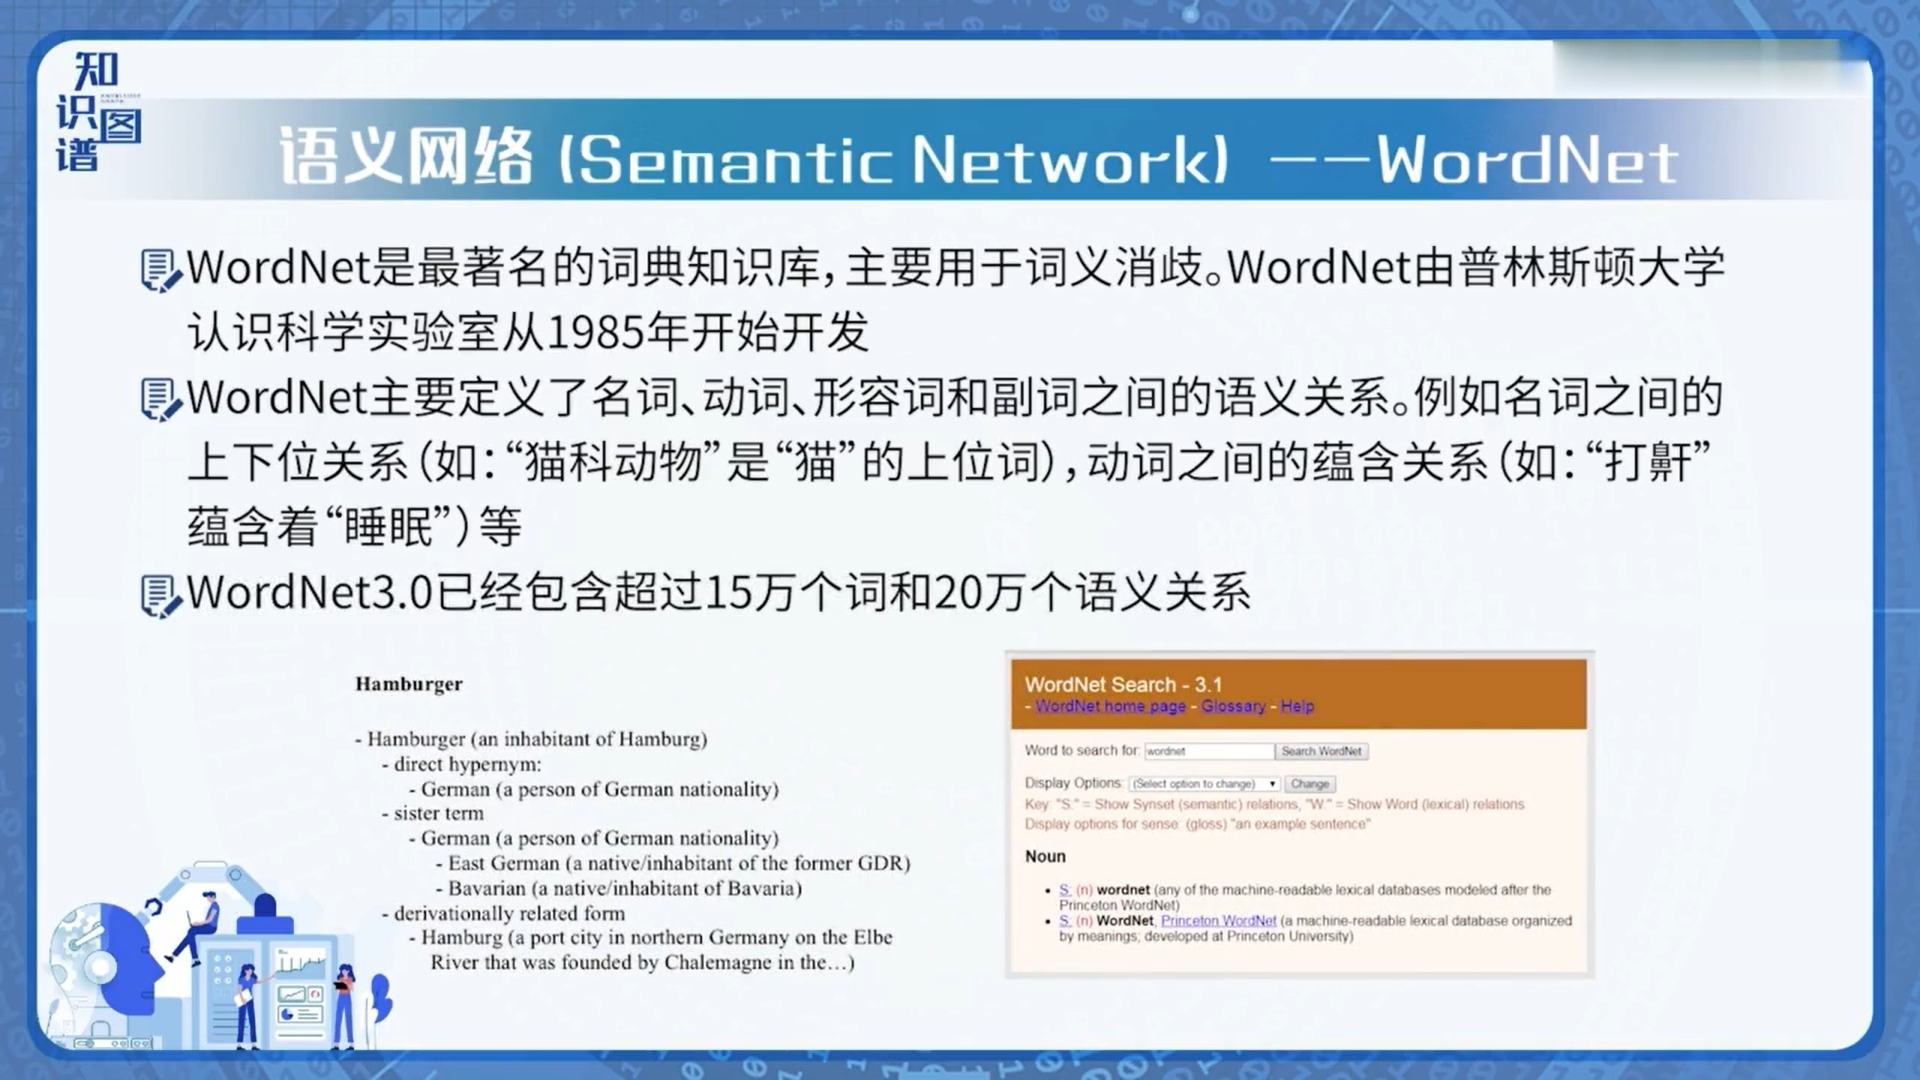 知识图谱
语义网络 (Semantic Network) ——WordNet
WordNet是最著名的词典知识库，主要用于词义消歧。WordNet由普林斯顿大学
认识科学实验室从1985年开始开发
WordNet主要定义了名词、动词、形容词和副词之间的语义关系。例如名词之间的
上下位关系（如：“猫科动物”是“猫”的上位词），动词之间的蕴含关系（如：“打鼾”
蕴含着“睡眠”）等
WordNet3.0已经包含超过15万个词和20万个语义关系
Hamburger
- Hamburger (an inhabitant of Hamburg)
- direct hypernym:
- German (a person of German nationality)
- sister term
- German (a person of German nationality)
- East German (a native/inhabitant of the former GDR)
- Bavarian (a native/inhabitant of Bavaria)
- derivationally related form
- Hamburg (a port city in northern Germany on the Elbe
River that was founded by Chalemagne in the…)
WordNet Search - 3.1
- WordNet home page - Glossary - Help
Word to search for: wordnet Search WordNet
Display Options: (Select option to change) Change
Key: "S:" = Show Synset (semantic) relations, "W:" = Show Word (lexical) relations
Display options for sense: (gloss) "an example sentence"
Noun
• S: (n) wordnet (any of the machine-readable lexical databases modeled after the
Princeton WordNet)
• S: (n) WordNet, Princeton WordNet (a machine-readable lexical database organized
by meanings; developed at Princeton University)